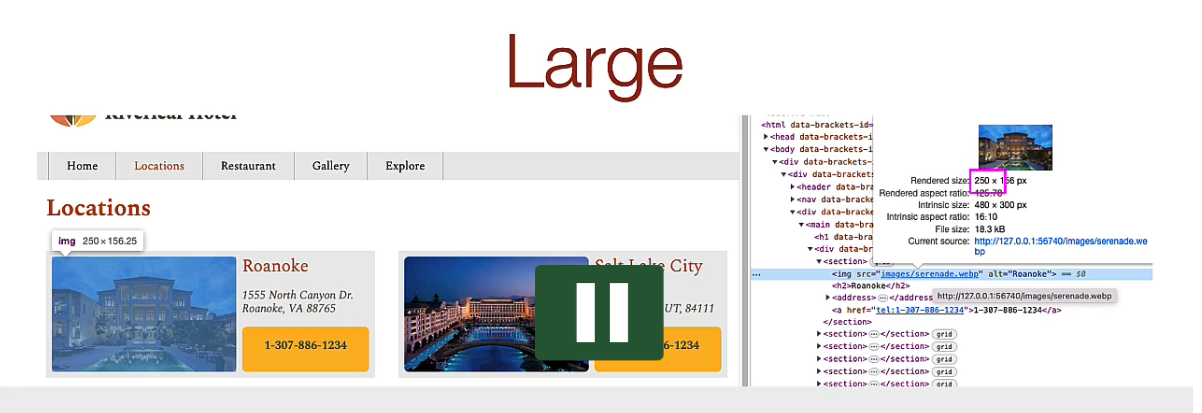 Large
Riverleaf Hotel
Home Locations Restaurant Gallery Explore
Locations
img 250 × 156.25
Roanoke
1555 North Canyon Dr.
Roanoke, VA 88765
1-307-886-1234
Salt Lake City
UT, 84111
6-1234
<html data-brackets-id=
▶<head data-brackets-i
▼<body data-brackets-i
▼<div data-brackets-
▼<div data-brackets
▶<header data-bracke
▶<nav data-bracke
▼<div data-bracke
▼<main data-bra
<h1 data-bra
▼<div data-br
Rendered size: 250 × 156 px
Rendered aspect ratio: 125:78
Intrinsic size: 480 × 300 px
Intrinsic aspect ratio: 16:10
File size: 18.3 kB
Current source: http://127.0.0.1:56740/images/serenade.we
bp
▼<section> grid
… <img src="images/serenade.webp" alt="Roanoke"> == $0
<h2>Roanoke</h2>
▶<address>…</address
http://127.0.0.1:56740/images/serenade.webp
<a href="tel:1-307-886-1234">1-307-886-1234</a>
</section>
▶<section>…</section> grid
▶<section>…</section> grid
▶<section>…</section> grid
▶<section>…</section> grid
▶<section>…</section> grid